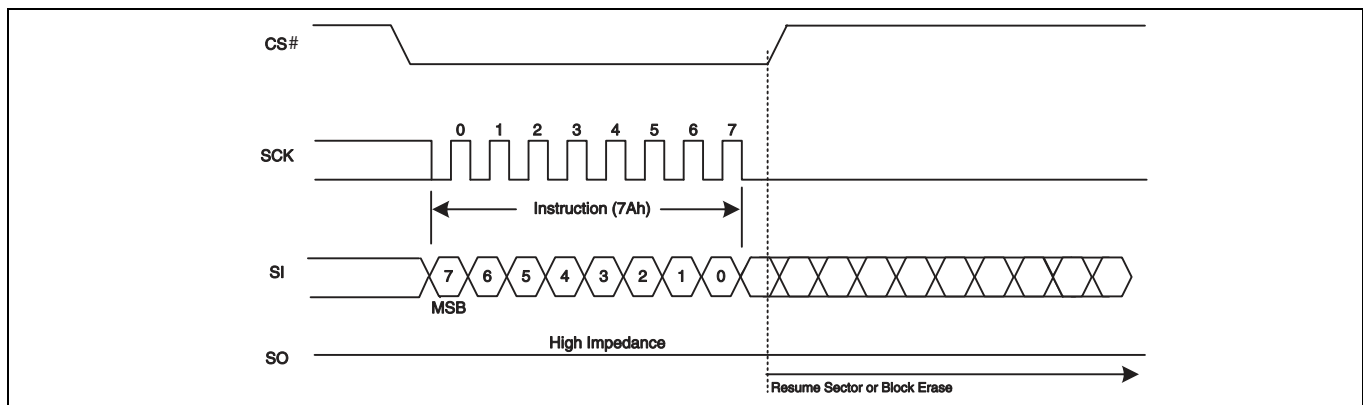 CS#
0 1 2 3 4 5 6 7
SCK
Instruction (7Ah)
SI
7 6 5 4 3 2 1 0
MSB
High Impedance
SO
Resume Sector or Block Erase